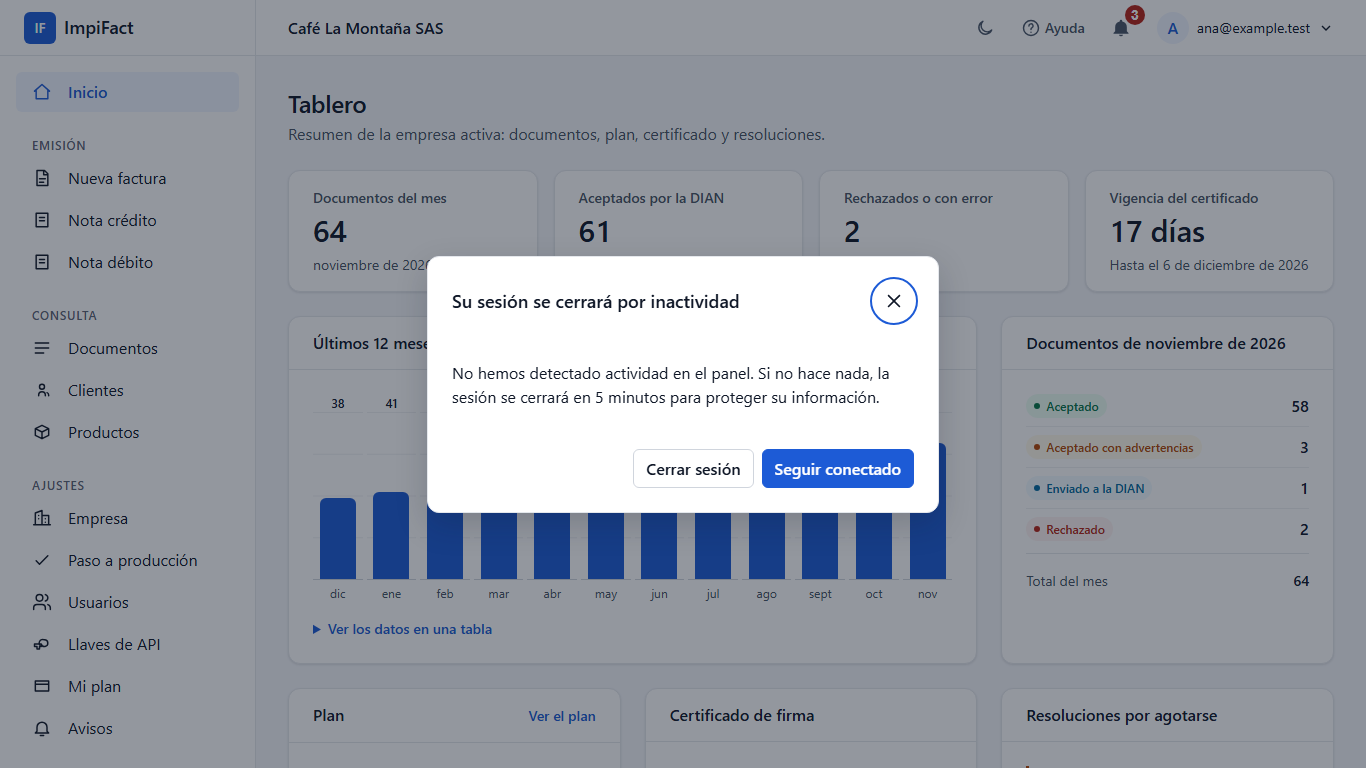 IF ImpiFact
Café La Montaña SAS
Ayuda
3
A
ana@example.test
Inicio
EMISIÓN
Nueva factura
Nota crédito
Nota débito
CONSULTA
Documentos
Clientes
Productos
AJUSTES
Empresa
Paso a producción
Usuarios
Llaves de API
Mi plan
Avisos
Tablero
Resumen de la empresa activa: documentos, plan, certificado y resoluciones.
Documentos del mes
64
noviembre de 2026
Aceptados por la DIAN
61
Rechazados o con error
2
Vigencia del certificado
17 días
Hasta el 6 de diciembre de 2026
Su sesión se cerrará por inactividad
No hemos detectado actividad en el panel. Si no hace nada, la
sesión se cerrará en 5 minutos para proteger su información.
Cerrar sesión
Seguir conectado
Últimos 12
38 41
dic ene feb mar abr may jun jul ago sept oct nov
Ver los datos en una tabla
Documentos de noviembre de 2026
Aceptado 58
Aceptado con advertencias 3
Enviado a la DIAN 1
Rechazado 2
Total del mes 64
Plan
Ver el plan
Certificado de firma
Resoluciones por agotarse